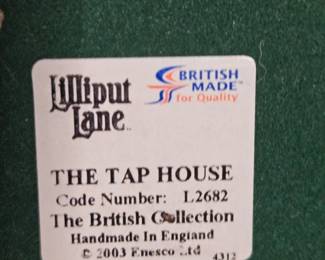 Lilliput
Lane
BRITISH
MADE™
for Quality
THE TAP HOUSE
Code Number: L2682
The British Collection
Handmade In England
© 2003 Enesco Ltd
4312